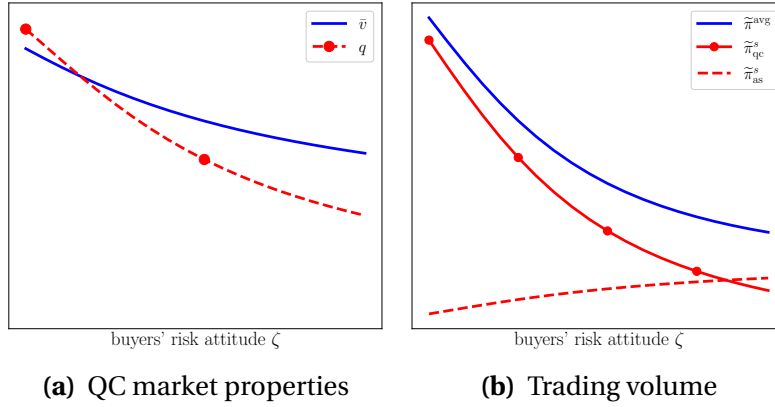 v̄
q
π̃^avg
π̃^s_qc
π̃^s_as
buyers' risk attitude ζ
buyers' risk attitude ζ
(a) QC market properties
(b) Trading volume